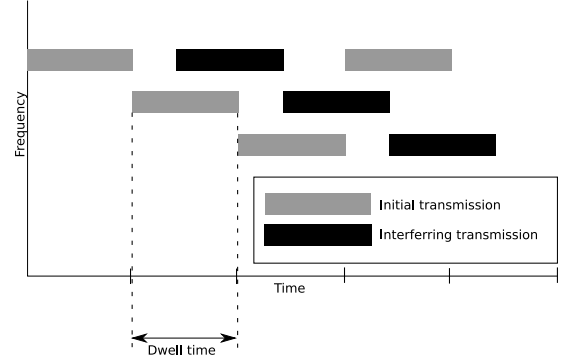 Frequency
Initial transmission
Interferring transmission
Time
Dwell time